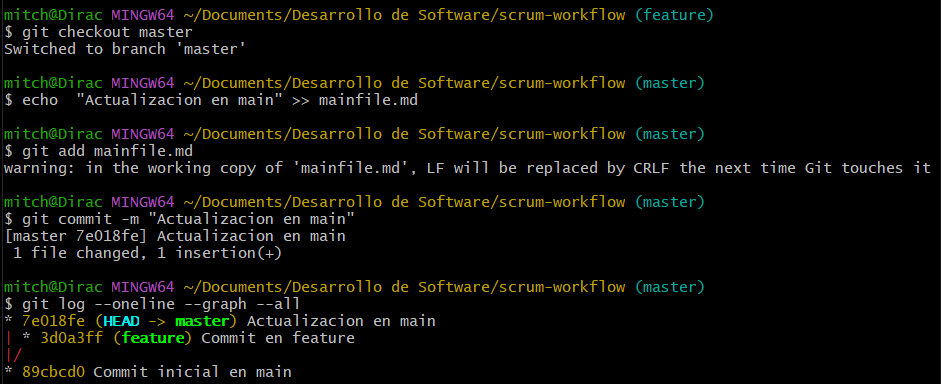 mitch@Dirac MINGW64 ~/Documents/Desarrollo de Software/scrum-workflow (feature)
$ git checkout master
Switched to branch 'master'
mitch@Dirac MINGW64 ~/Documents/Desarrollo de Software/scrum-workflow (master)
$ echo  "Actualizacion en main" >> mainfile.md
mitch@Dirac MINGW64 ~/Documents/Desarrollo de Software/scrum-workflow (master)
$ git add mainfile.md
warning: in the working copy of 'mainfile.md', LF will be replaced by CRLF the next time Git touches it
mitch@Dirac MINGW64 ~/Documents/Desarrollo de Software/scrum-workflow (master)
$ git commit -m "Actualizacion en main"
[master 7e018fe] Actualizacion en main
 1 file changed, 1 insertion(+)
mitch@Dirac MINGW64 ~/Documents/Desarrollo de Software/scrum-workflow (master)
$ git log --oneline --graph --all
* 7e018fe (HEAD -> master) Actualizacion en main
| * 3d0a3ff (feature) Commit en feature
|/
* 89cbcd0 Commit inicial en main